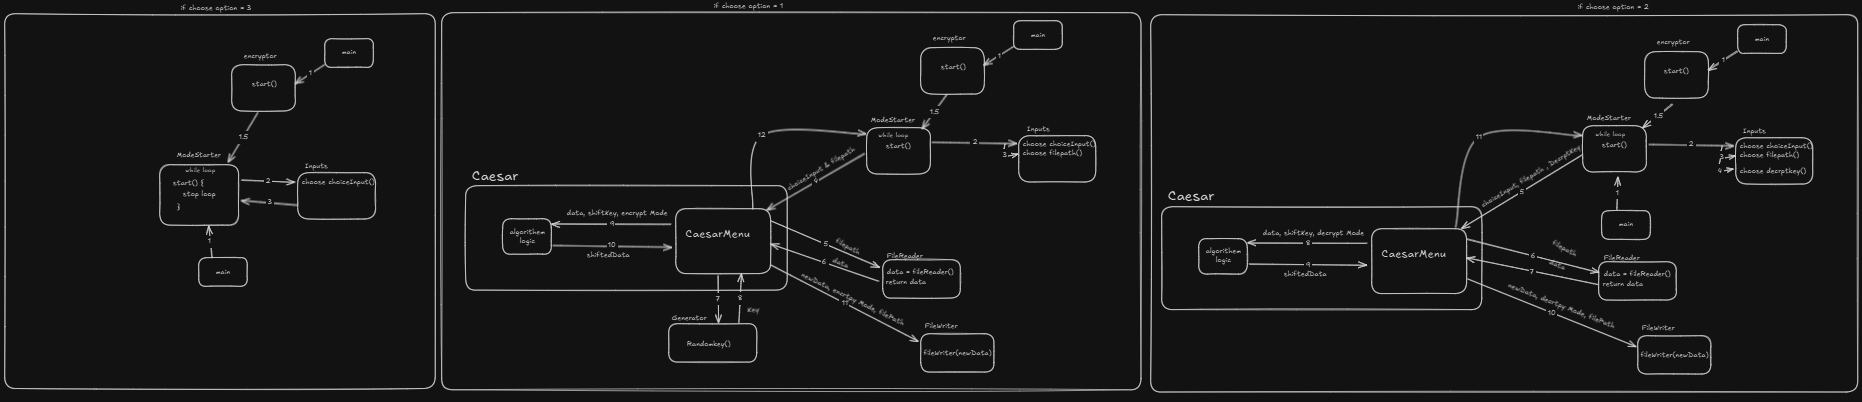 if choose option = 3
main
encryptor
start()
1
1.5
ModeStarter
while loop
start() {
stop loop
}
2
3
Inputs
choose choiceInput()
1
main
if choose option = 1
main
encryptor
start()
1
1.5
ModeStarter
while loop
start()
2
Inputs
choose choiceInput()
3
choose filepath()
12
choiceInput & filepath
4
Caesar
CaesarMenu
data, shiftKey, encrypt Mode
9
algorithem
logic
10
shiftedData
5
filepath
6
data
FileReader
data = fileReader()
return data
newData, encrtpy Mode, filePath
11
FileWriter
fileWriter(newData)
7
8
Key
Generator
Randomkey()
if choose option = 2
main
encryptor
start()
1
1.5
ModeStarter
while loop
start()
2
Inputs
choose choiceInput()
3
choose filepath()
4
choose decrptkey()
1
main
11
choiceInput, filepath, DecrptKey
5
Caesar
CaesarMenu
data, shiftKey, decrypt Mode
8
algorithem
logic
9
shiftedData
6
filepath
7
data
FileReader
data = fileReader()
return data
newData, decrtpy Mode, filePath
10
FileWriter
fileWriter(newData)